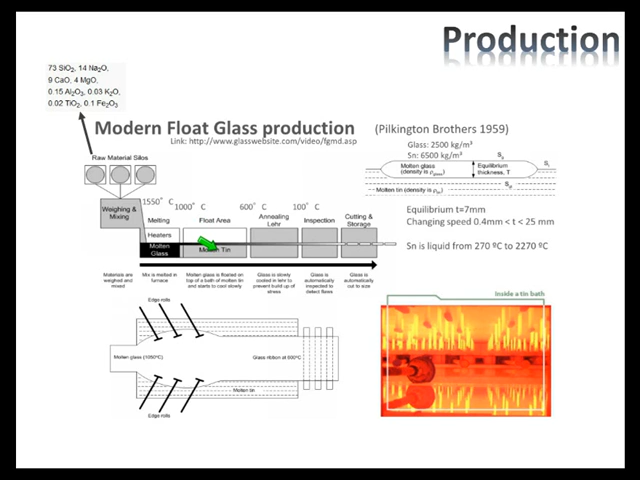 Production
73 SiO₂, 14 Na₂O,
9 CaO, 4 MgO,
0.15 Al₂O₃, 0.03 K₂O,
0.02 TiO₂, 0.1 Fe₂O₃
Modern Float Glass production (Pilkington Brothers 1959)
Link: http://www.glasswebsite.com/video/fgmd.asp
Glass: 2500 kg/m³
Sn: 6500 kg/m³
Raw Material Silos
Molten glass
(density is ρ
Equilibrium
thickness, T
Molten tin (density is ρ
Weighing &
Mixing
1550° C
1000° C
600° C
100° C
Melting
Float Area
Annealing
Lehr
Inspection
Cutting &
Storage
Heaters
Molten
Glass
Molten Tin
Equilibrium t=7mm
Changing speed 0.4mm < t < 25 mm
Sn is liquid from 270 ºC to 2270 ºC
Materials are
weighed and
mixed
Mix is melted in
furnace
Molten glass is floated on
top of a bath of molten tin
and starts to cool slowly
Glass is slowly
cooled in lehr to
prevent build up of
stress
Glass is
automatically
inspected to
detect flaws
Glass is
automatically
cut to size
Inside a tin bath
Edge rolls
Molten glass (1050ºC)
Glass ribbon at 600ºC
Molten tin
Edge rolls